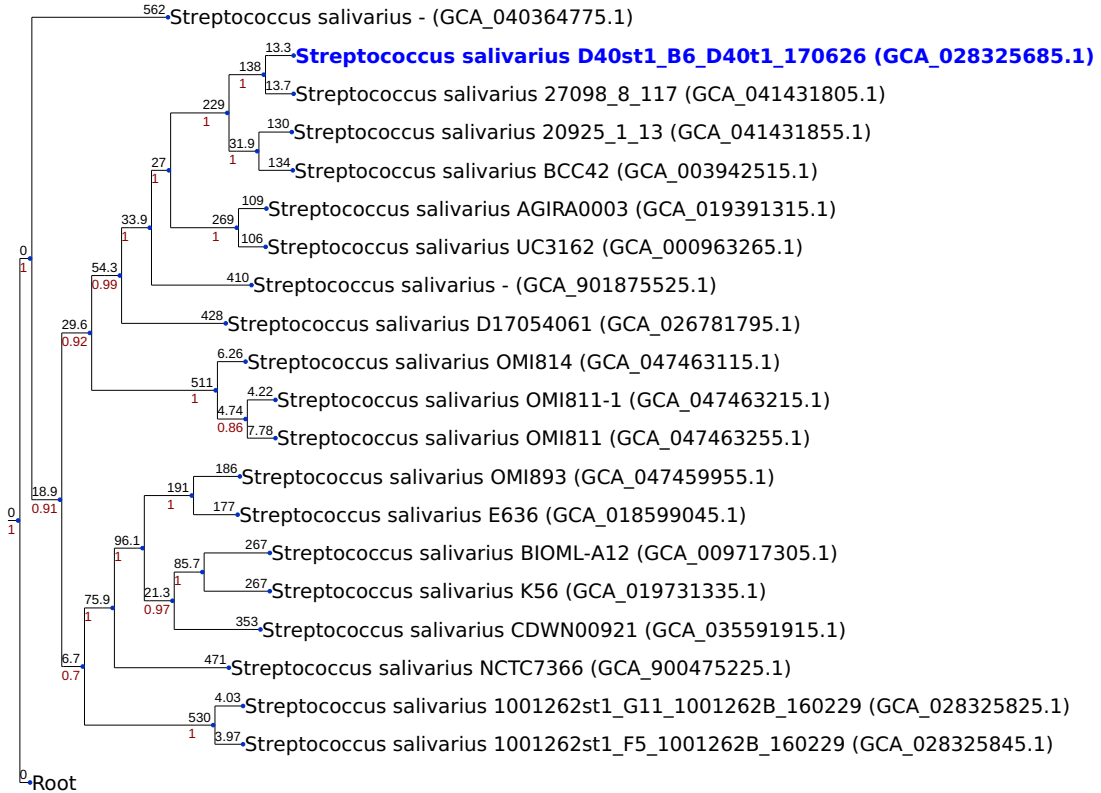 562 Streptococcus salivarius - (GCA_040364775.1)
13.3 Streptococcus salivarius D40st1_B6_D40t1_170626 (GCA_028325685.1)
138
1
13.7 Streptococcus salivarius 27098_8_117 (GCA_041431805.1)
229
1
130 Streptococcus salivarius 20925_1_13 (GCA_041431855.1)
31.9
1
134 Streptococcus salivarius BCC42 (GCA_003942515.1)
27
1
109 Streptococcus salivarius AGIRA0003 (GCA_019391315.1)
269
1
106 Streptococcus salivarius UC3162 (GCA_000963265.1)
33.9
1
410 Streptococcus salivarius - (GCA_901875525.1)
0
1
54.3
0.99
428 Streptococcus salivarius D17054061 (GCA_026781795.1)
29.6
0.92
6.26 Streptococcus salivarius OMI814 (GCA_047463115.1)
511
1
4.22 Streptococcus salivarius OMI811-1 (GCA_047463215.1)
4.74
0.86
7.78 Streptococcus salivarius OMI811 (GCA_047463255.1)
186 Streptococcus salivarius OMI893 (GCA_047459955.1)
191
1
18.9
0.91
177 Streptococcus salivarius E636 (GCA_018599045.1)
0
1
96.1
1
267 Streptococcus salivarius BIOML-A12 (GCA_009717305.1)
85.7
1
267 Streptococcus salivarius K56 (GCA_019731335.1)
21.3
0.97
75.9
1
353 Streptococcus salivarius CDWN00921 (GCA_035591915.1)
6.7
0.7
471 Streptococcus salivarius NCTC7366 (GCA_900475225.1)
4.03 Streptococcus salivarius 1001262st1_G11_1001262B_160229 (GCA_028325825.1)
530
1
3.97 Streptococcus salivarius 1001262st1_F5_1001262B_160229 (GCA_028325845.1)
0 Root